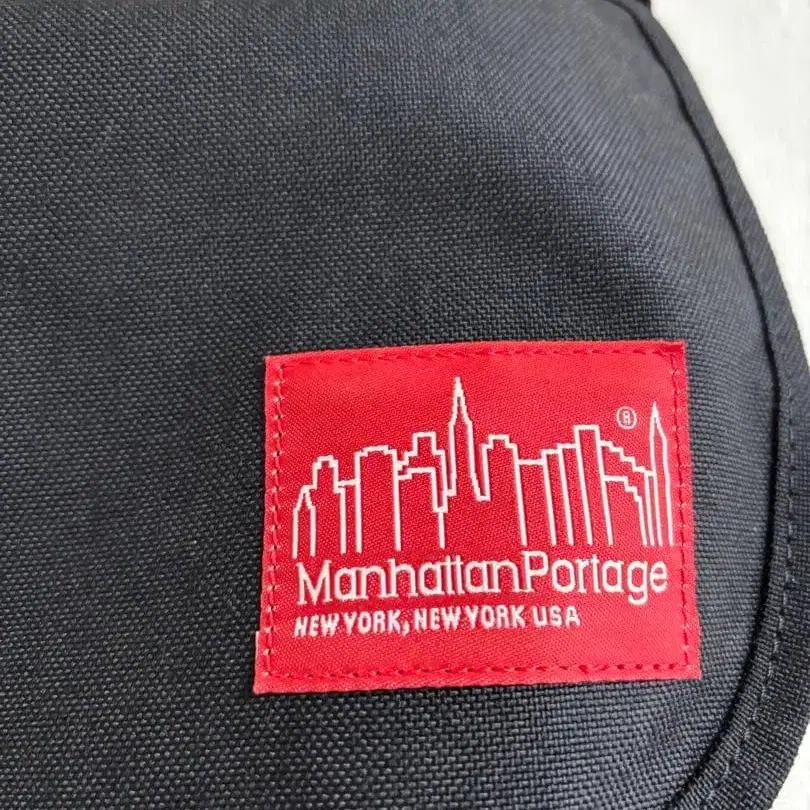 ®
ManhattanPortage
NEW YORK, NEW YORK USA